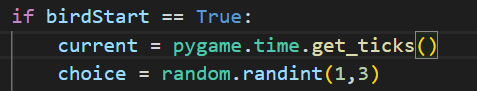 if birdStart == True:
    current = pygame.time.get_ticks()
    choice = random.randint(1,3)